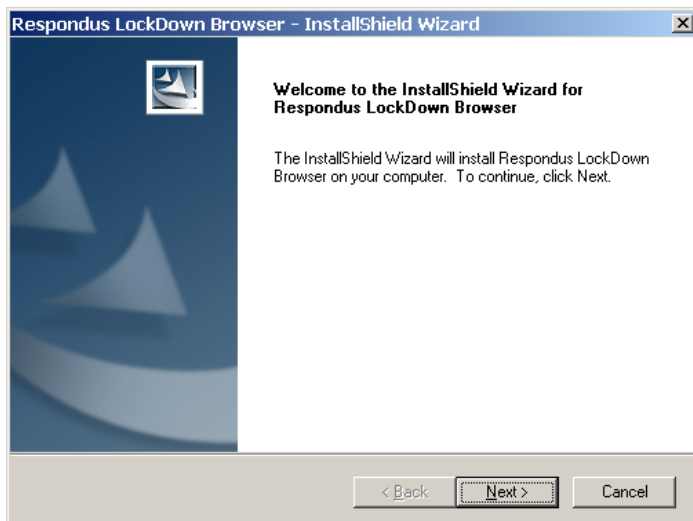 Respondus LockDown Browser - InstallShield Wizard
Welcome to the InstallShield Wizard for
Respondus LockDown Browser
The InstallShield Wizard will install Respondus LockDown
Browser on your computer. To continue, click Next.
< Back Next > Cancel